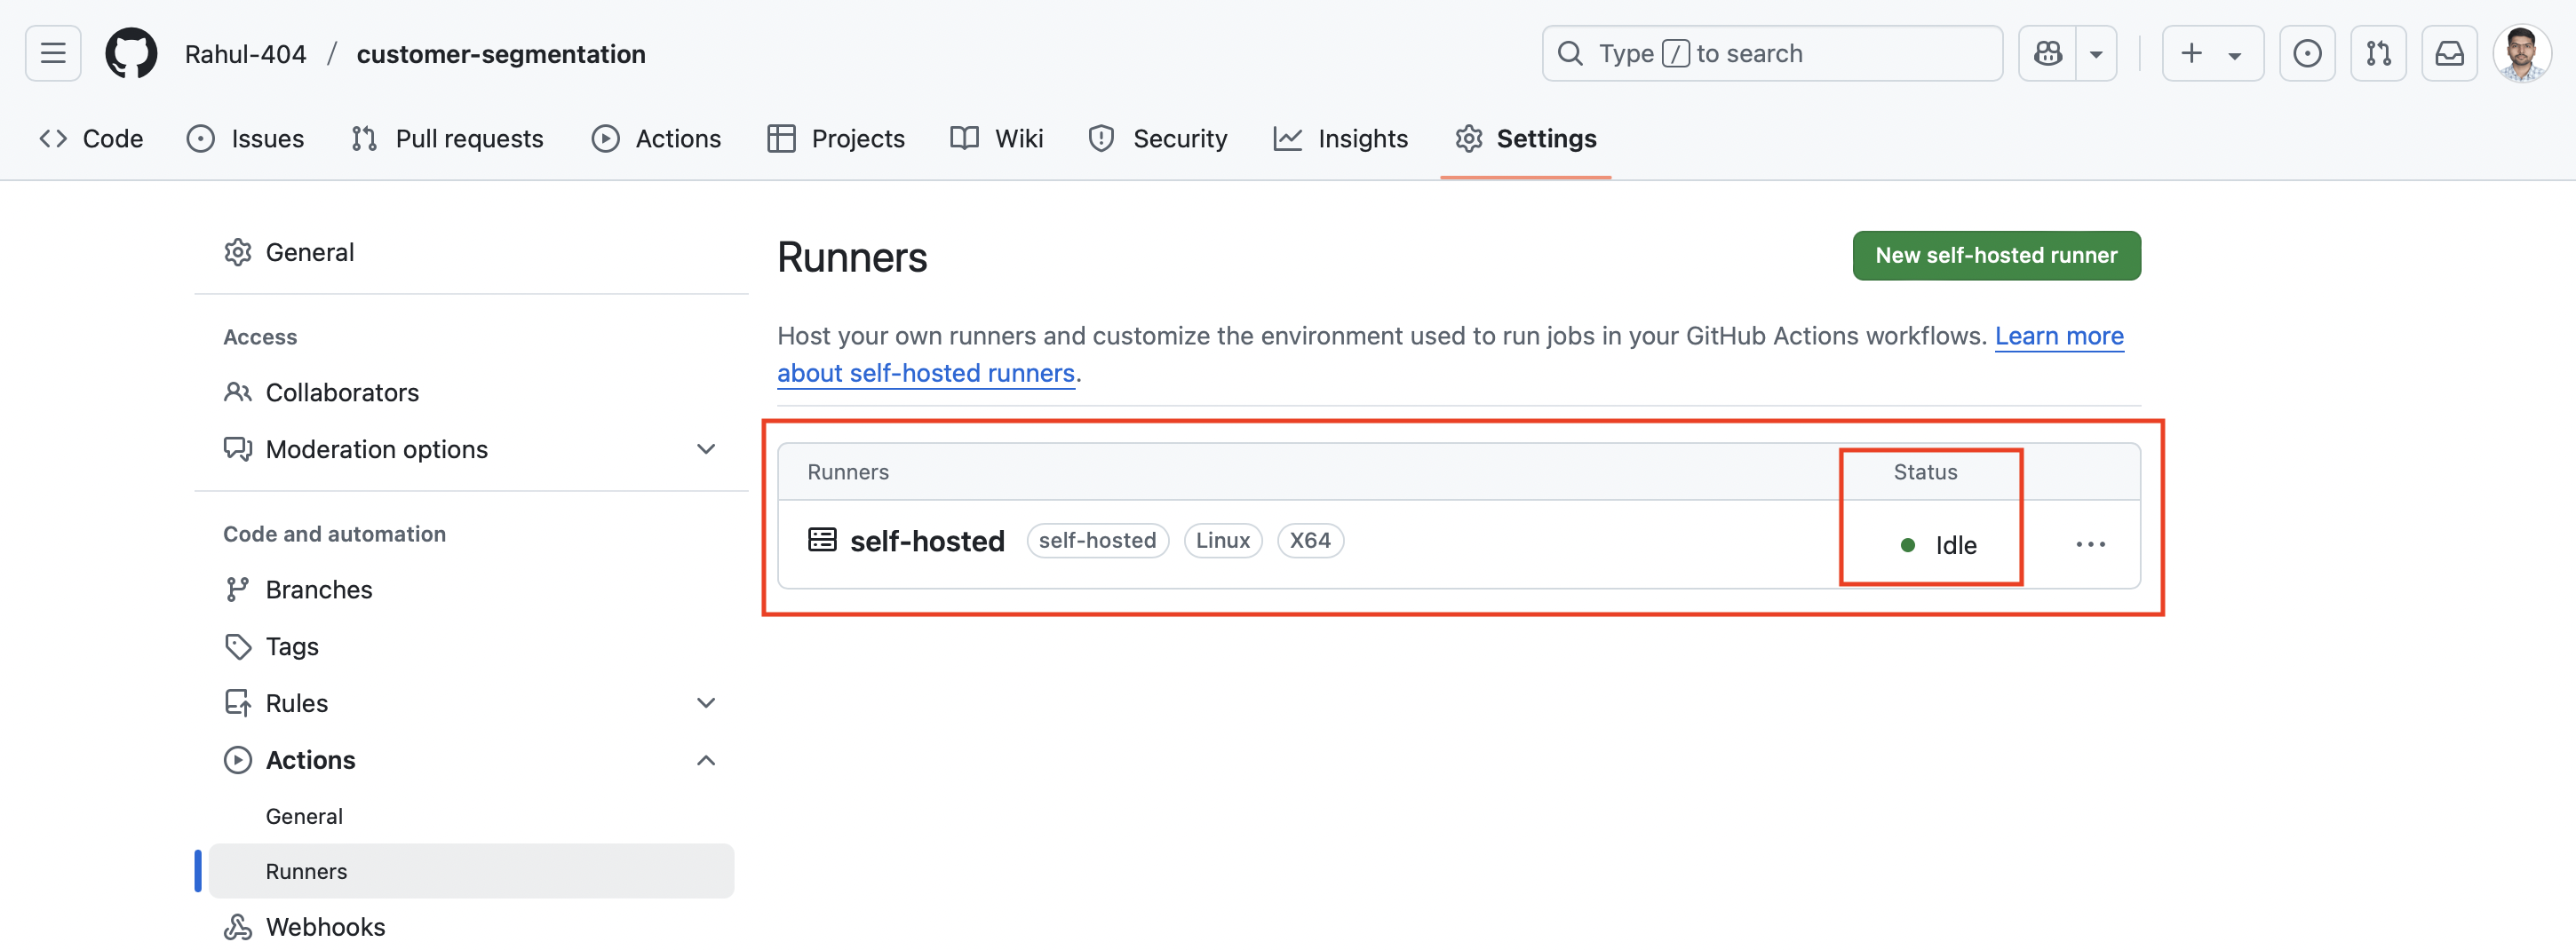 Rahul-404 / customer-segmentation
Type / to search
Code Issues Pull requests Actions Projects Wiki Security Insights Settings
General
Access
Collaborators
Moderation options
Code and automation
Branches
Tags
Rules
Actions
General
Runners
Webhooks
Runners
New self-hosted runner
Host your own runners and customize the environment used to run jobs in your GitHub Actions workflows. Learn more
about self-hosted runners.
Runners Status
self-hosted self-hosted Linux X64 Idle